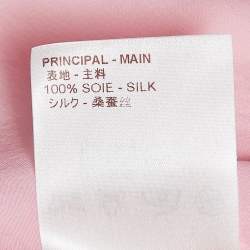 PRINCIPAL - MAIN
表地 - 主料
100% SOIE - SILK
シルク - 桑蚕丝